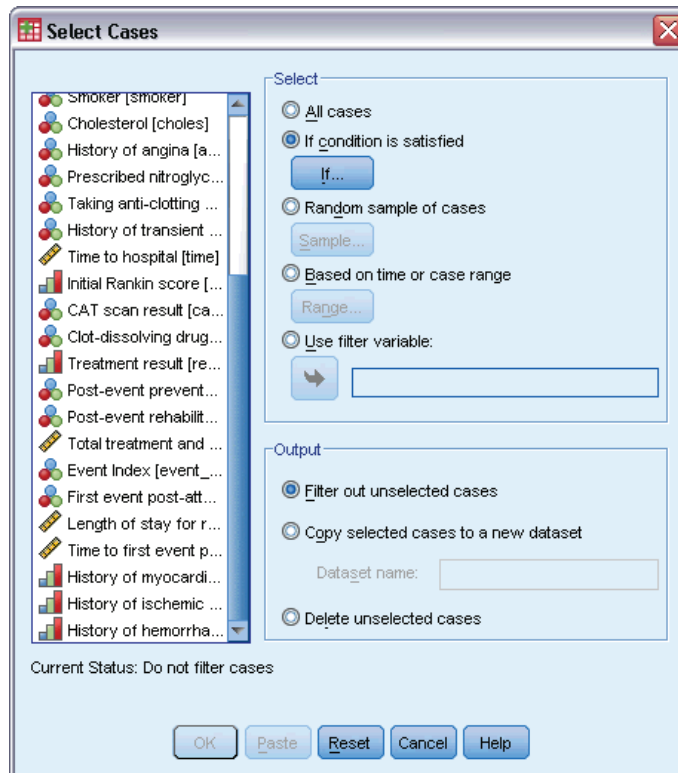 Select Cases
Smoker [smoker]
Cholesterol [choles]
History of angina [a...
Prescribed nitroglyc...
Taking anti-clotting ...
History of transient ...
Time to hospital [time]
Initial Rankin score [...
CAT scan result [ca...
Clot-dissolving drug...
Treatment result [re...
Post-event prevent...
Post-event rehabilit...
Total treatment and ...
Event Index [event_...
First event post-att...
Length of stay for r...
Time to first event p...
History of myocardi...
History of ischemic ...
History of hemorrha...
Current Status: Do not filter cases
Select
All cases
If condition is satisfied
If...
Random sample of cases
Sample...
Based on time or case range
Range...
Use filter variable:
Output
Filter out unselected cases
Copy selected cases to a new dataset
Dataset name:
Delete unselected cases
OK
Paste
Reset
Cancel
Help